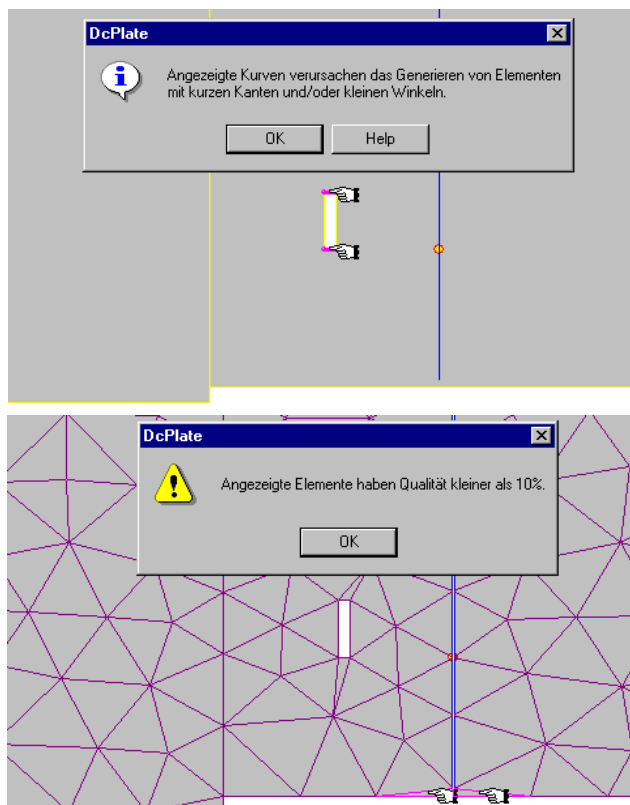 DcPlate
Angezeigte Kurven verursachen das Generieren von Elementen
mit kurzen Kanten und/oder kleinen Winkeln.
OK
Help
DcPlate
Angezeigte Elemente haben Qualität kleiner als 10%.
OK